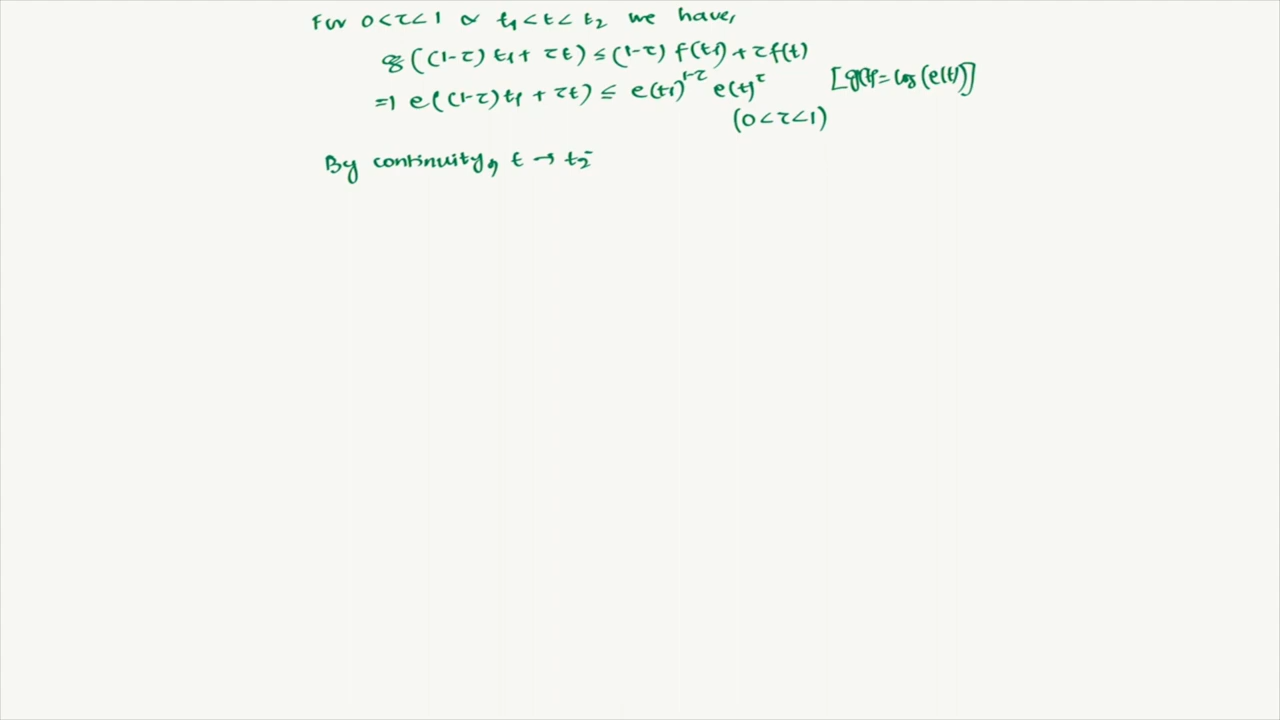 For 0<τ<1 & t₁<t<t₂ we have,
g((1-τ)t₁+τt) ≤ (1-τ) f(t₁)+τf(t)
⇒ e((1-τ)t₁+τt) ≤ e(t₁)^{1-τ} e(t)^τ [g(t)=log(e(t))]
(0<τ<1)
By continuity, t → t₂⁻